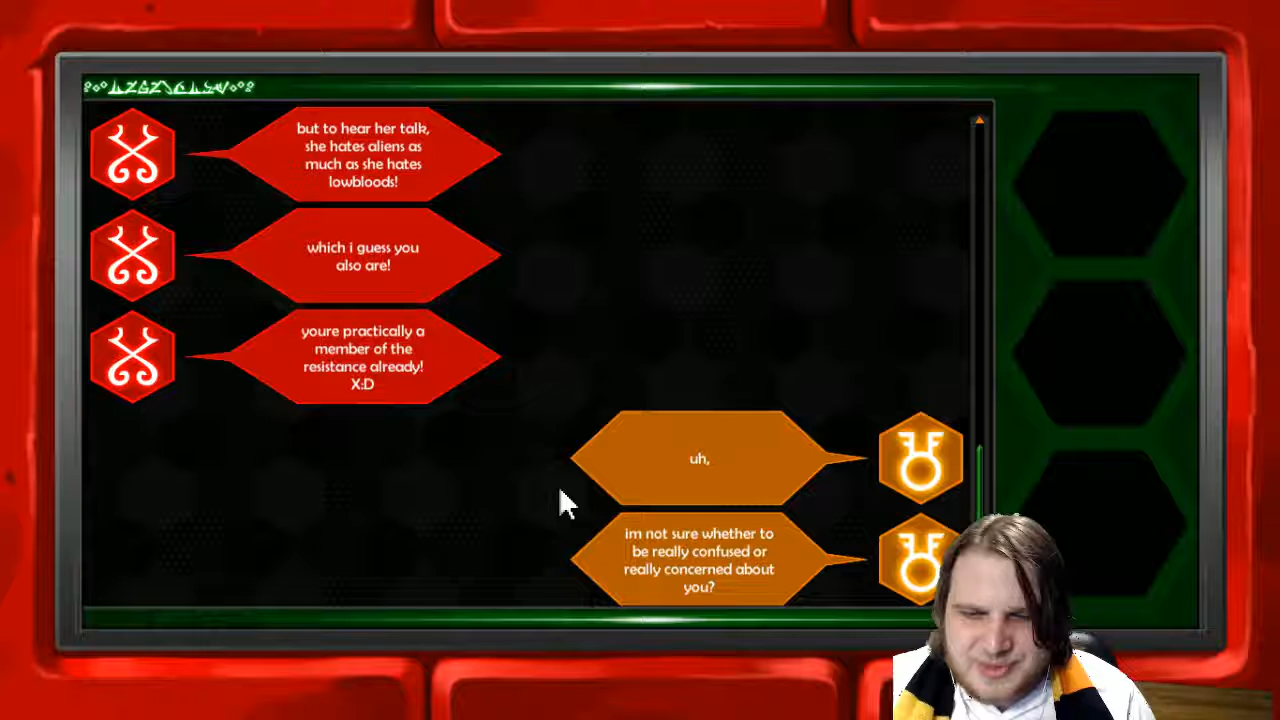 but to hear her talk,
she hates aliens as
much as she hates
lowbloods!
which i guess you
also are!
youre practically a
member of the
resistance already!
X:D
uh,
im not sure whether to
be really confused or
really concerned about
you?